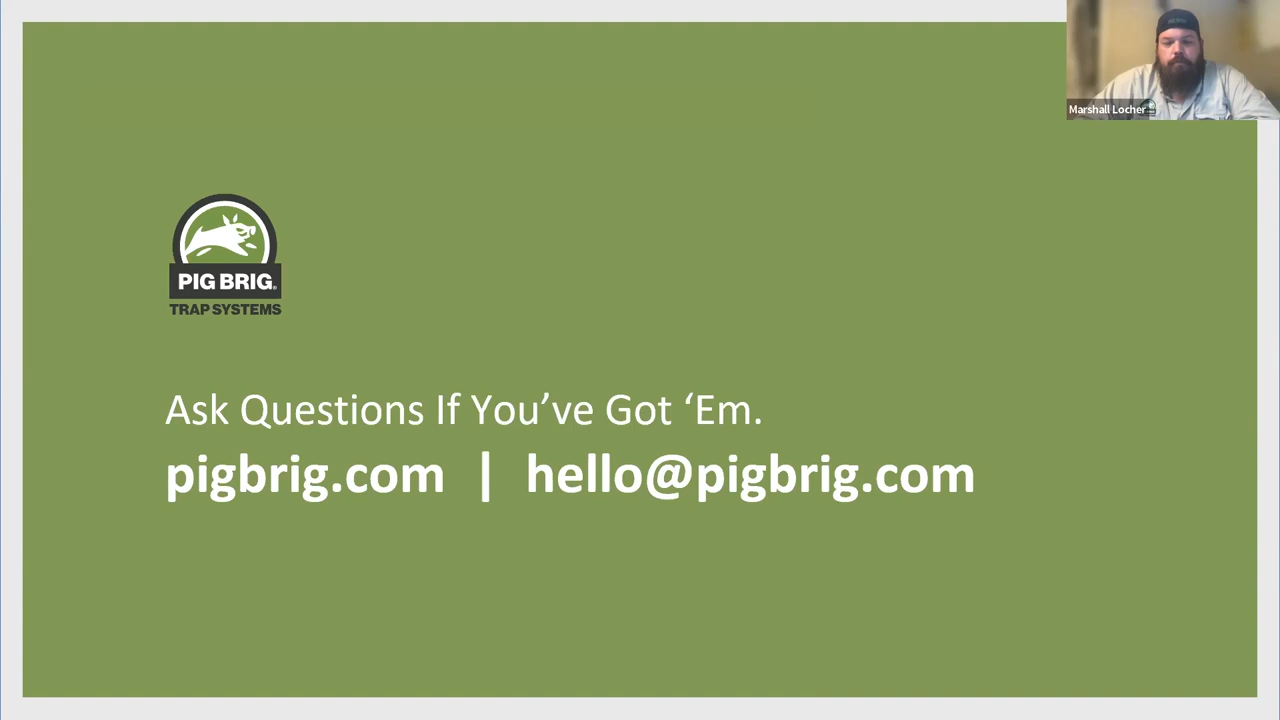 Marshall Locher
PIG BRIG®
TRAP SYSTEMS
Ask Questions If You’ve Got ‘Em.
pigbrig.com | hello@pigbrig.com